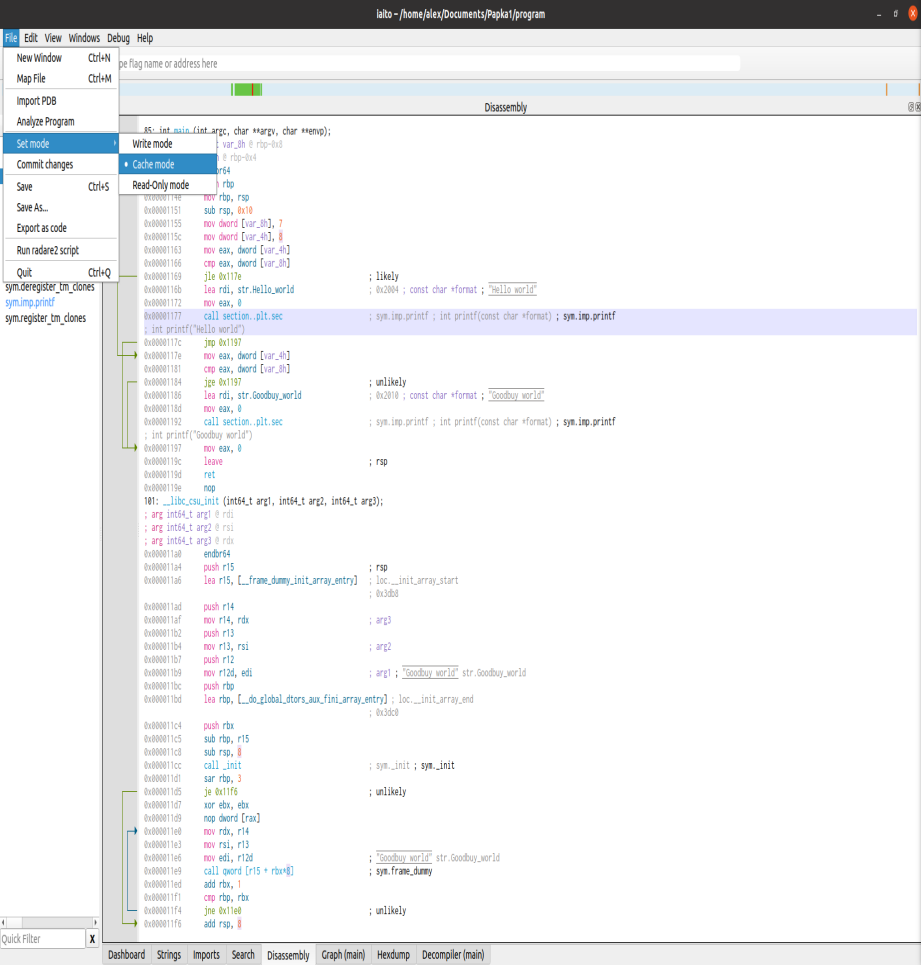 iaito – /home/alex/Documents/Papka1/program
File Edit View Windows Debug Help
New Window Ctrl+N
pe flag name or address here
Map File Ctrl+M
Import PDB
Analyze Program
Set mode
Commit changes
Save Ctrl+S
Save As...
Export as code
Run radare2 script
Quit Ctrl+Q
Write mode
Cache mode
Read-Only mode
sym.deregister_tm_clones
sym.imp.printf
sym.register_tm_clones
Disassembly
85: int main (int argc, char **argv, char **envp);
var_8h @ rbp-0x8
@ rbp-0x4
br64
rbp
0x0000114e mov rbp, rsp
0x00001151 sub rsp, 0x10
0x00001155 mov dword [var_8h], 7
0x0000115c mov dword [var_4h], 8
0x00001163 mov eax, dword [var_4h]
0x00001166 cmp eax, dword [var_8h]
0x00001169 jle 0x117e ; likely
0x0000116b lea rdi, str.Hello_world ; 0x2004 ; const char *format ; "Hello world"
0x00001172 mov eax, 0
0x00001177 call section..plt.sec ; sym.imp.printf ; int printf(const char *format) ; sym.imp.printf
; int printf("Hello world")
0x0000117c jmp 0x1197
0x0000117e mov eax, dword [var_4h]
0x00001181 cmp eax, dword [var_8h]
0x00001184 jge 0x1197 ; unlikely
0x00001186 lea rdi, str.Goodbuy_world ; 0x2010 ; const char *format ; "Goodbuy world"
0x0000118d mov eax, 0
0x00001192 call section..plt.sec ; sym.imp.printf ; int printf(const char *format) ; sym.imp.printf
; int printf("Goodbuy world")
0x00001197 mov eax, 0
0x0000119c leave ; rsp
0x0000119d ret
0x0000119e nop
101: __libc_csu_init (int64_t arg1, int64_t arg2, int64_t arg3);
; arg int64_t arg1 @ rdi
; arg int64_t arg2 @ rsi
; arg int64_t arg3 @ rdx
0x000011a0 endbr64
0x000011a4 push r15 ; rsp
0x000011a6 lea r15, [__frame_dummy_init_array_entry] ; loc.__init_array_start
; 0x3db8
0x000011ad push r14
0x000011af mov r14, rdx ; arg3
0x000011b2 push r13
0x000011b4 mov r13, rsi ; arg2
0x000011b7 push r12
0x000011b9 mov r12d, edi ; arg1 ; "Goodbuy world" str.Goodbuy_world
0x000011bc push rbp
0x000011bd lea rbp, [__do_global_dtors_aux_fini_array_entry] ; loc.__init_array_end
; 0x3dc0
0x000011c4 push rbx
0x000011c5 sub rbp, r15
0x000011c8 sub rsp, 8
0x000011cc call _init ; sym._init ; sym._init
0x000011d1 sar rbp, 3
0x000011d5 je 0x11f6 ; unlikely
0x000011d7 xor ebx, ebx
0x000011d9 nop dword [rax]
0x000011e0 mov rdx, r14
0x000011e3 mov rsi, r13
0x000011e6 mov edi, r12d ; "Goodbuy world" str.Goodbuy_world
0x000011e9 call qword [r15 + rbx*8] ; sym.frame_dummy
0x000011ed add rbx, 1
0x000011f1 cmp rbp, rbx
0x000011f4 jne 0x11e0 ; unlikely
0x000011f6 add rsp, 8
Quick Filter X
Dashboard Strings Imports Search Disassembly Graph (main) Hexdump Decompiler (main)